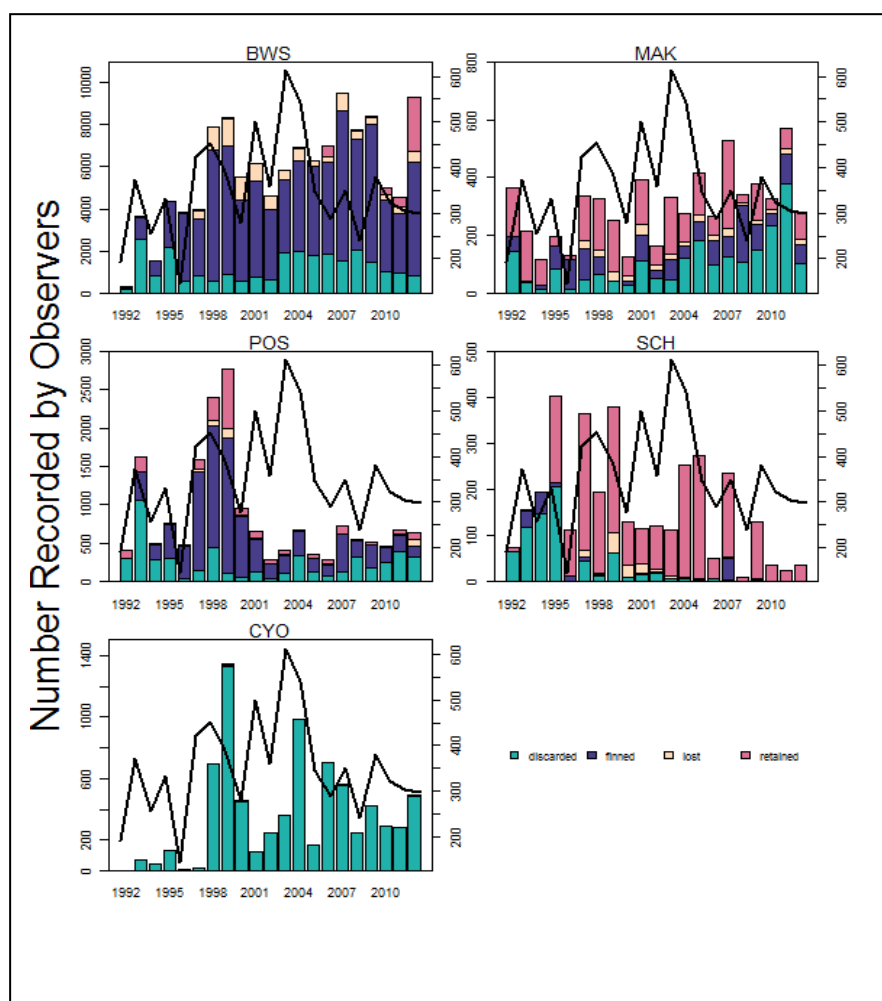 Number Recorded by Observers
BWS
0 2000 4000 6000 8000 10000
200 300 400 500 600
1992 1995 1998 2001 2004 2007 2010
MAK
0 200 400 600 800
200 300 400 500 600
1992 1995 1998 2001 2004 2007 2010
POS
0 500 1000 1500 2000 2500 3000
200 300 400 500 600
1992 1995 1998 2001 2004 2007 2010
SCH
0 100 200 300 400 500
200 300 400 500 600
1992 1995 1998 2001 2004 2007 2010
CYO
0 200 400 600 1000 1400
200 300 400 500 600
1992 1995 1998 2001 2004 2007 2010
discarded finned lost retained